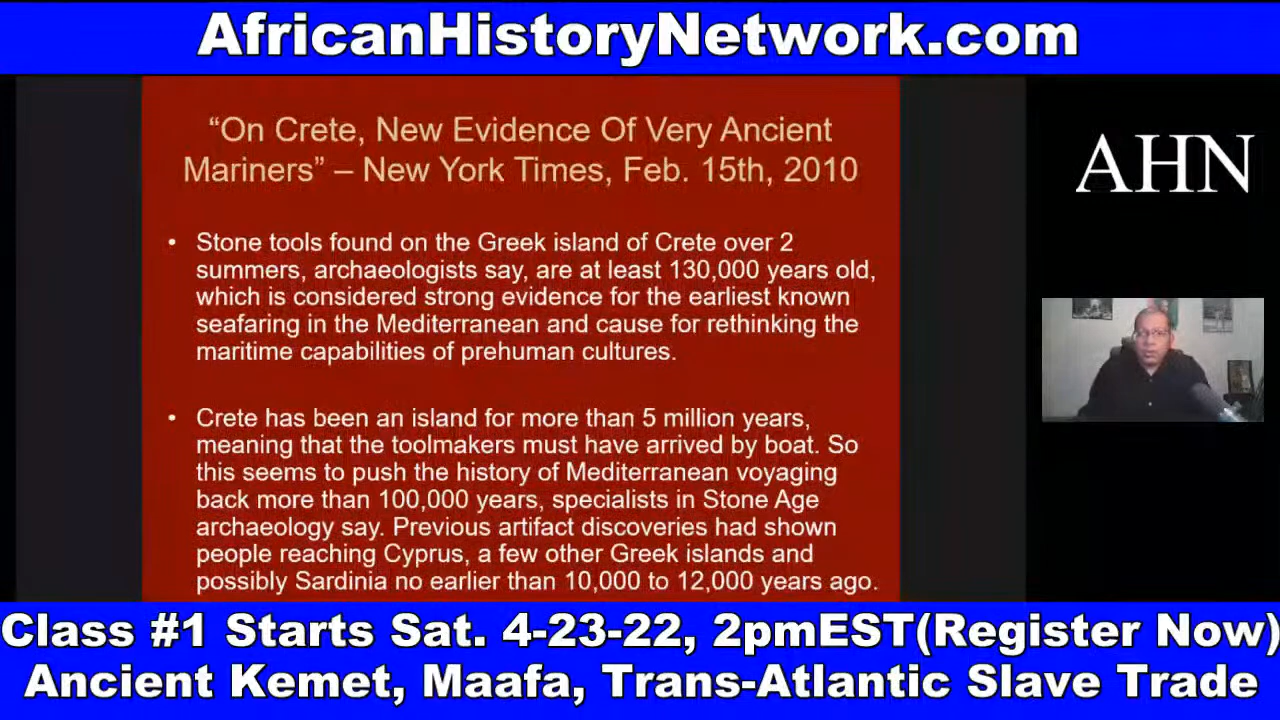 AfricanHistoryNetwork.com
“On Crete, New Evidence Of Very Ancient
Mariners” – New York Times, Feb. 15th, 2010
AHN
• Stone tools found on the Greek island of Crete over 2
summers, archaeologists say, are at least 130,000 years old,
which is considered strong evidence for the earliest known
seafaring in the Mediterranean and cause for rethinking the
maritime capabilities of prehuman cultures.
• Crete has been an island for more than 5 million years,
meaning that the toolmakers must have arrived by boat. So
this seems to push the history of Mediterranean voyaging
back more than 100,000 years, specialists in Stone Age
archaeology say. Previous artifact discoveries had shown
people reaching Cyprus, a few other Greek islands and
possibly Sardinia no earlier than 10,000 to 12,000 years ago.
Class #1 Starts Sat. 4-23-22, 2pmEST(Register Now)
Ancient Kemet, Maafa, Trans-Atlantic Slave Trade